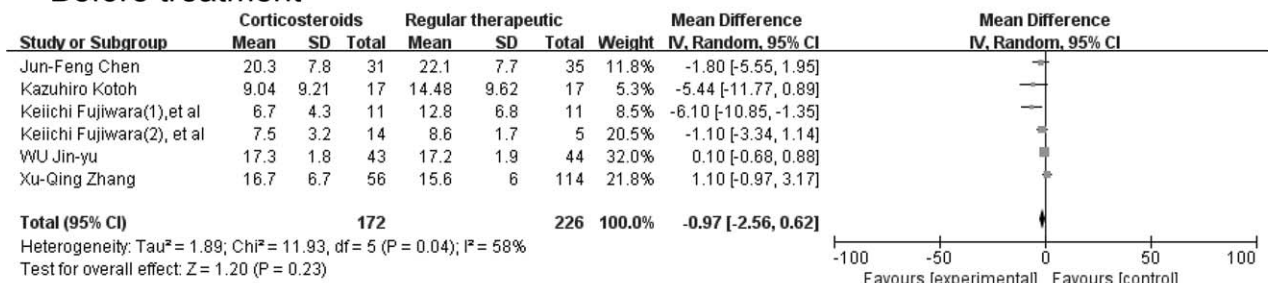 Before treatment
Corticosteroids Regular therapeutic Mean Difference Mean Difference
Study or Subgroup Mean SD Total Mean SD Total Weight IV, Random, 95% CI IV, Random, 95% CI
Jun-Feng Chen 20.3 7.8 31 22.1 7.7 35 11.8% -1.80 [-5.55, 1.95]
Kazuhiro Kotoh 9.04 9.21 17 14.48 9.62 17 5.3% -5.44 [-11.77, 0.89]
Keiichi Fujiwara(1),et al 6.7 4.3 11 12.8 6.8 11 8.5% -6.10 [-10.85, -1.35]
Keiichi Fujiwara(2), et al 7.5 3.2 14 8.6 1.7 5 20.5% -1.10 [-3.34, 1.14]
WU Jin-yu 17.3 1.8 43 17.2 1.9 44 32.0% 0.10 [-0.68, 0.88]
Xu-Qing Zhang 16.7 6.7 56 15.6 6 114 21.8% 1.10 [-0.97, 3.17]
Total (95% CI) 172 226 100.0% -0.97 [-2.56, 0.62]
Heterogeneity: Tau² = 1.89; Chi² = 11.93, df = 5 (P = 0.04); I² = 58%
Test for overall effect: Z = 1.20 (P = 0.23)
-100 -50 0 50 100
Favours [experimental] Favours [control]